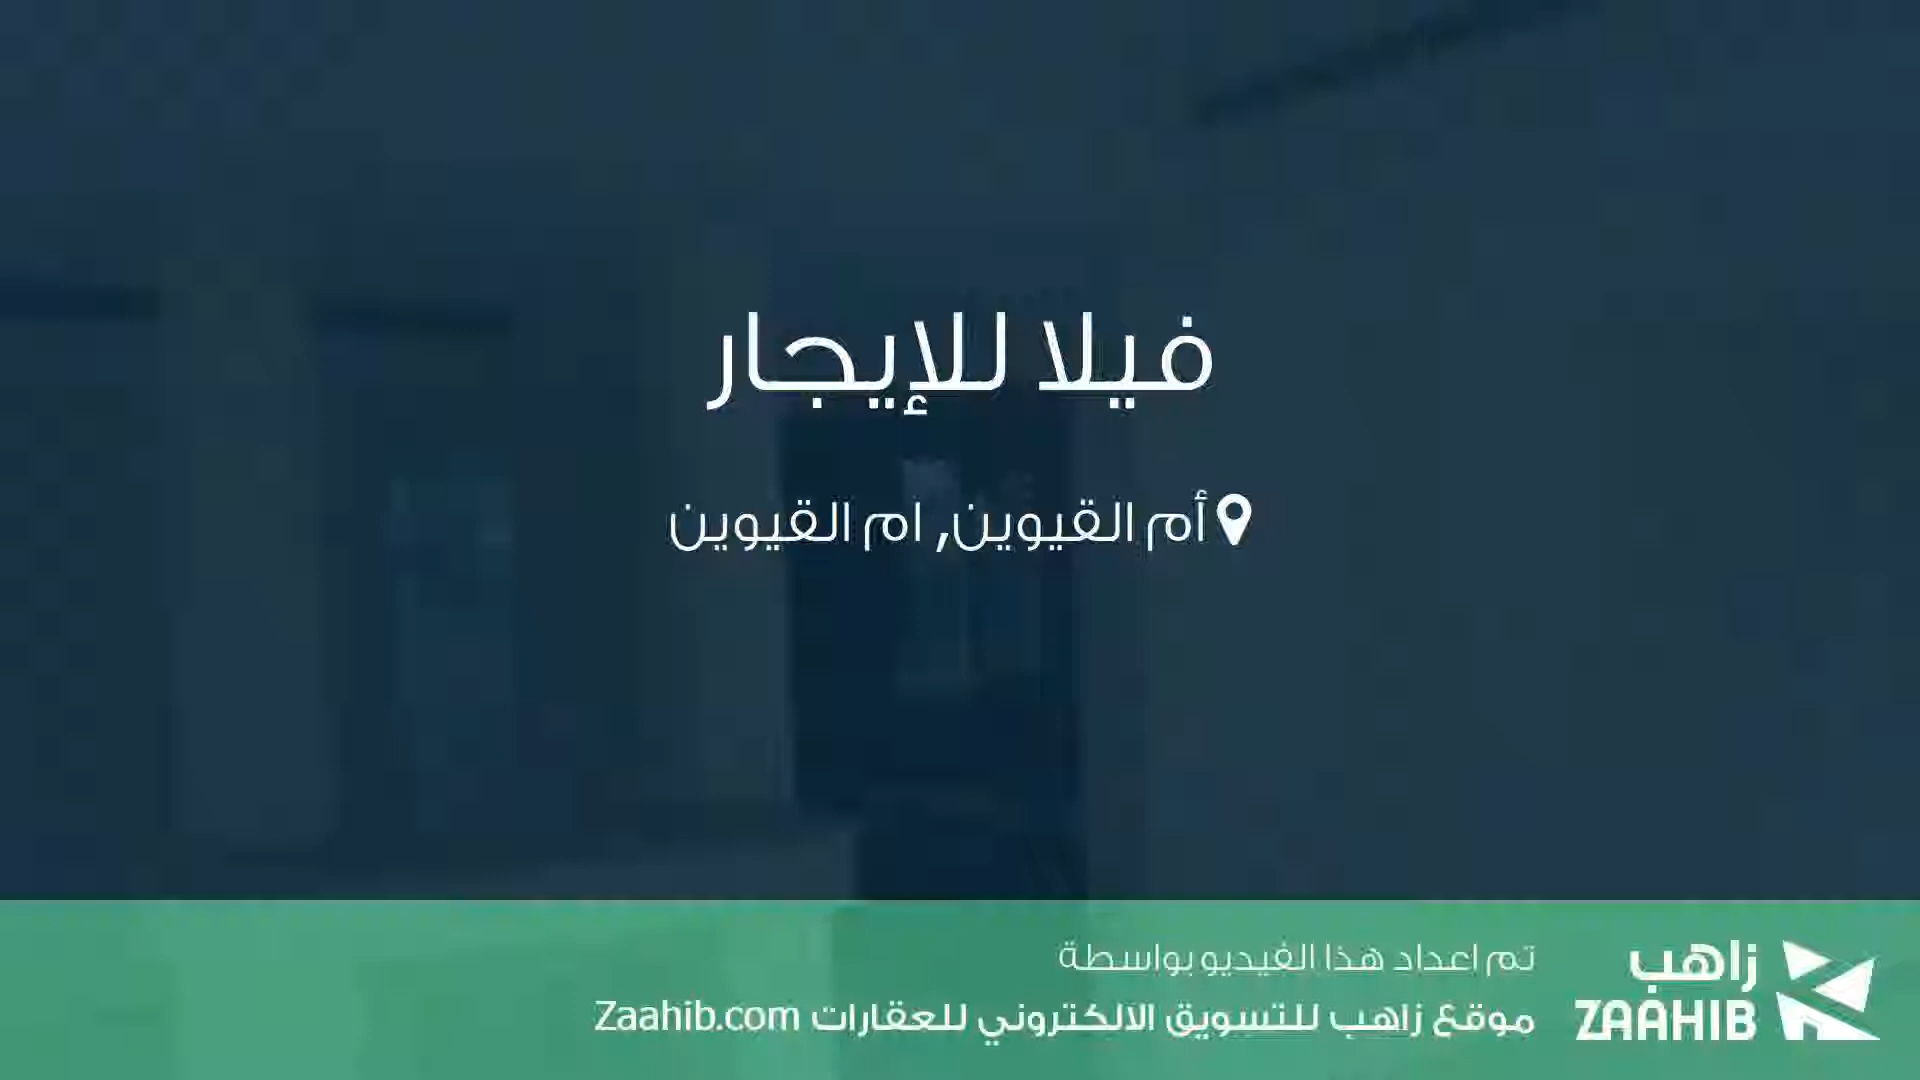 فيلا للإيجار
أم القيوين, ام القيوين
تم اعداد هذا الفيديو بواسطة
موقع زاهب للتسويق الالكتروني للعقارات Zaahib.com
زاهب
ZAAHIB